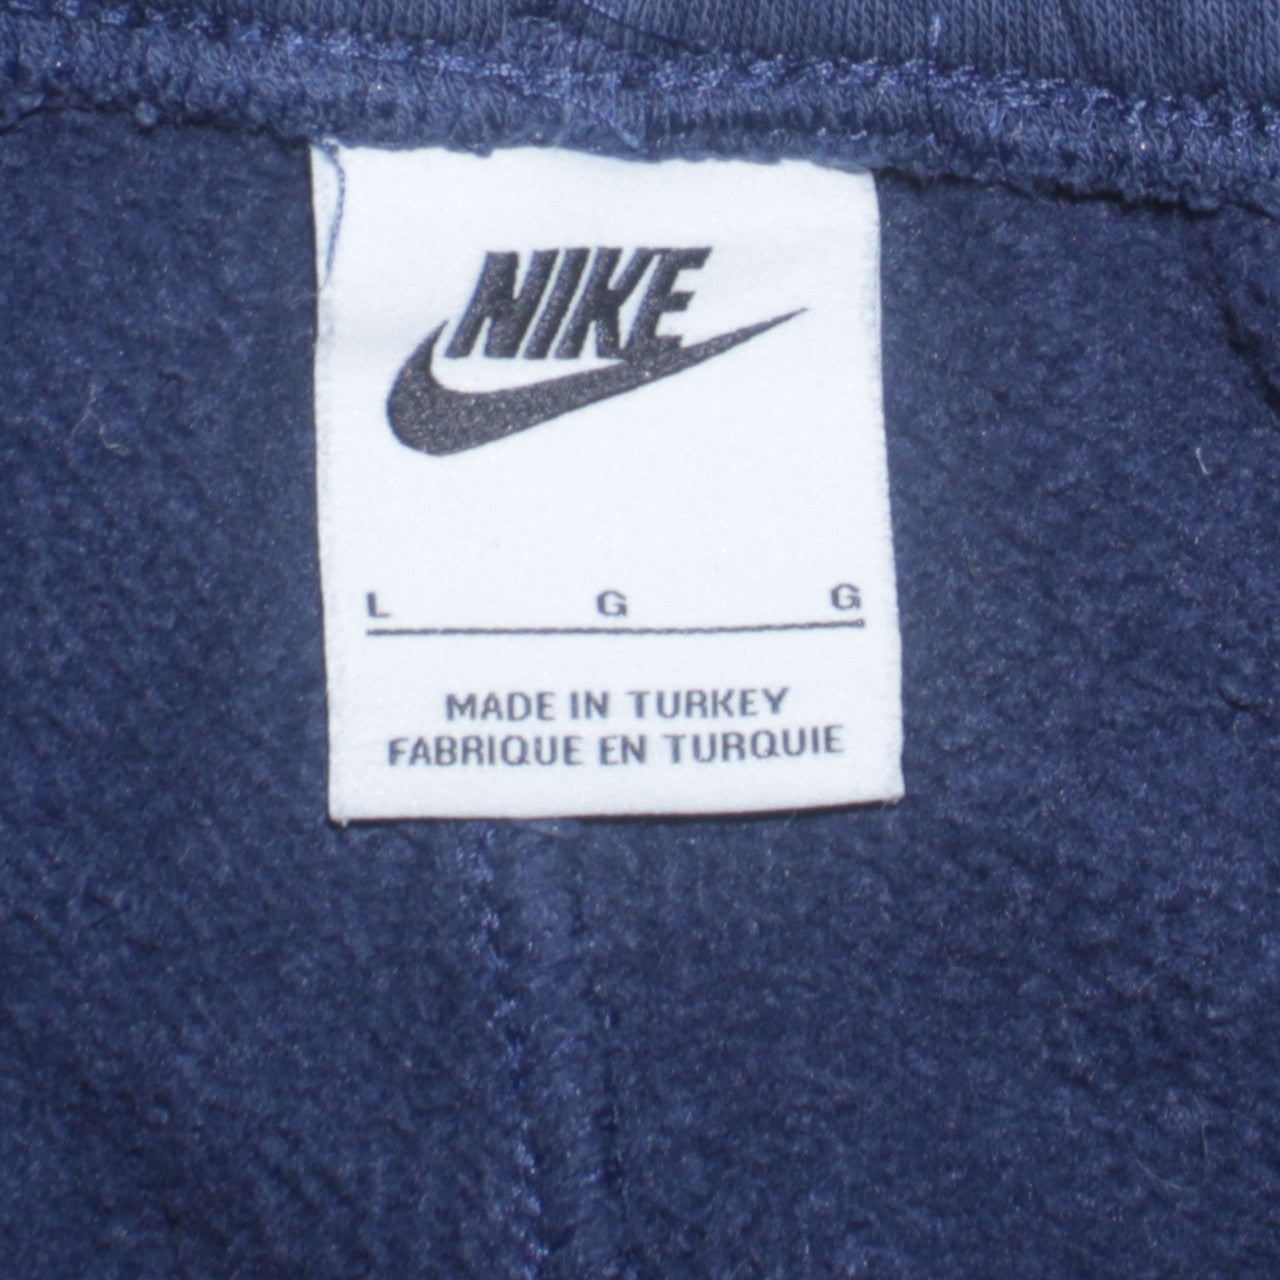 NIKE
L G G
MADE IN TURKEY
FABRIQUE EN TURQUIE